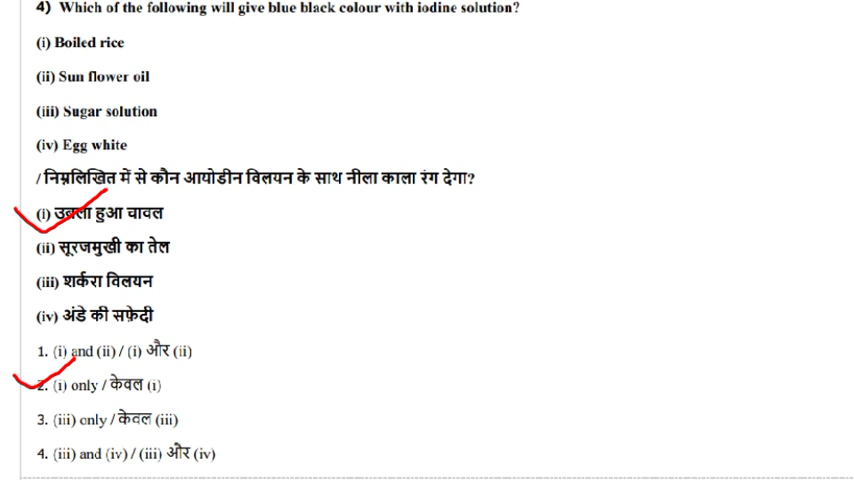 4) Which of the following will give blue black colour with iodine solution?
(i) Boiled rice
(ii) Sun flower oil
(iii) Sugar solution
(iv) Egg white
/ निम्नलिखित में से कौन आयोडीन विलयन के साथ नीला काला रंग देगा?
(i) उबला हुआ चावल
(ii) सूरजमुखी का तेल
(iii) शर्करा विलयन
(iv) अंडे की सफ़ेदी
1. (i) and (ii) / (i) और (ii)
2. (i) only / केवल (i)
3. (iii) only / केवल (iii)
4. (iii) and (iv) / (iii) और (iv)